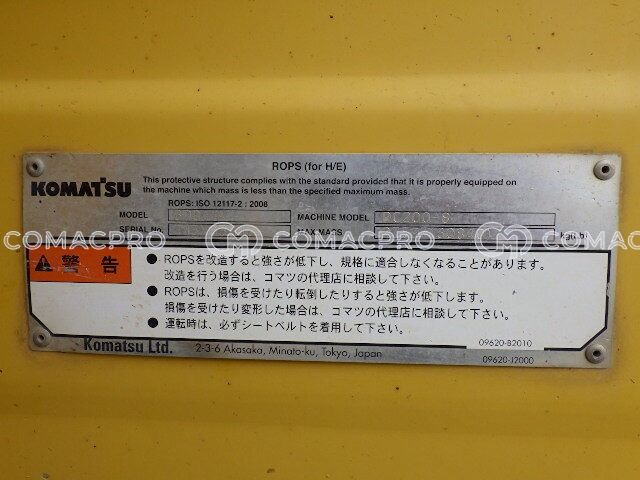 ROPS (for H/E)
KOMATSU
This protective structure complies with the standard provided that it is properly equipped on
the machine which mass is less than the specified maximum mass.
ROPS: ISO 12117-2 : 2008
MODEL
MACHINE MODEL PC200-8
SERIAL No.
MAX MASS
kg(lb)
COMACPRO COMACPRO COMACPRO
警告
● ROPSを改造すると強さが低下し、規格に適合しなくなることがあります。
改造を行う場合は、コマツの代理店に相談して下さい。
● ROPSは、損傷を受けたり転倒したりすると強さが低下します。
損傷を受けたり変形した場合は、コマツの代理店に相談して下さい。
● 運転時は、必ずシートベルトを着用して下さい。
09620-B2010
Komatsu Ltd. 2-3-6 Akasaka, Minato-ku, Tokyo, Japan
09620-J2000